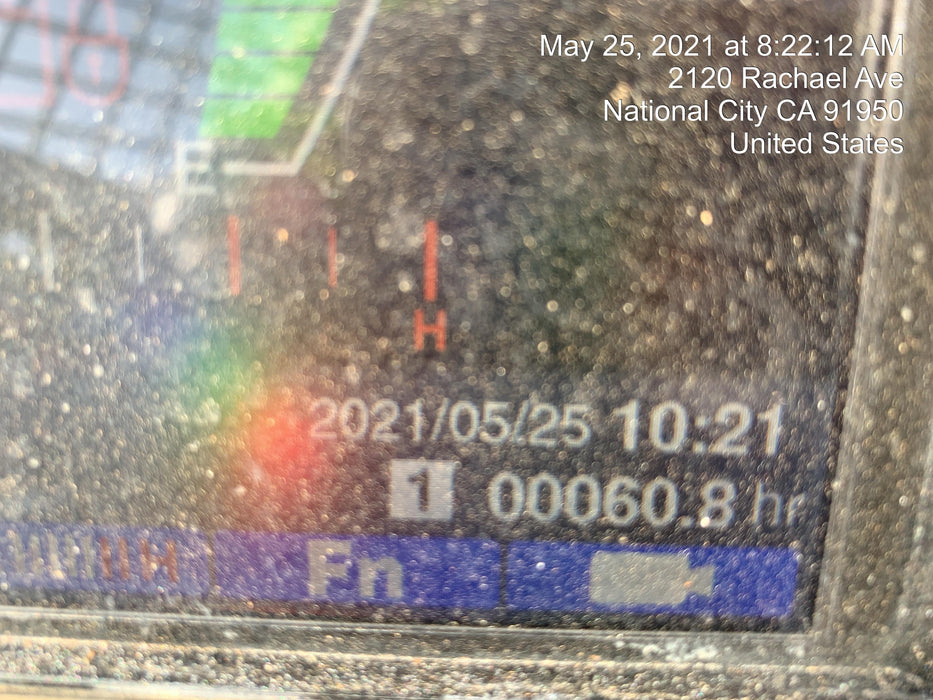 May 25, 2021 at 8:22:12 AM
2120 Rachael Ave
National City CA 91950
United States
E
H
2021/05/25 10:21
1 00060.8 hr
H Fn